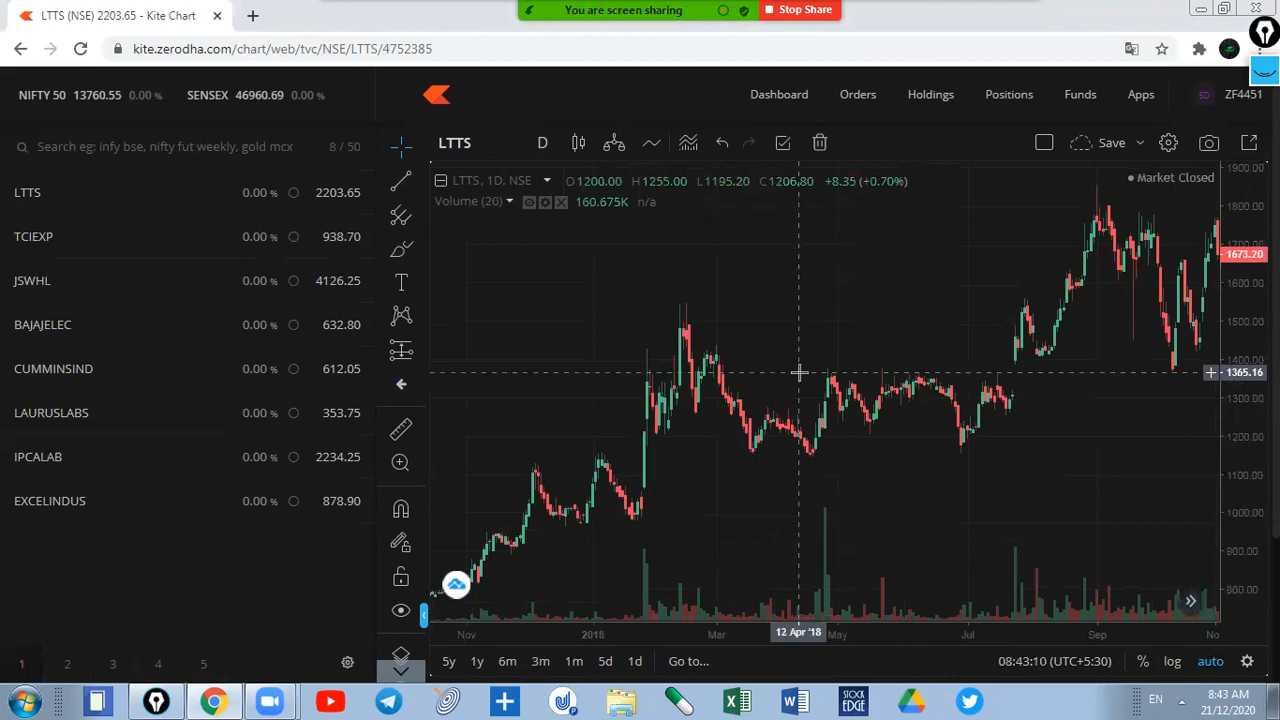 LTTS (NSE) 2203.65 - Kite Chart
You are screen sharing
Stop Share
kite.zerodha.com/chart/web/tvc/NSE/LTTS/4752385
NIFTY 50 13760.55 0.00 % SENSEX 46960.69 0.00 %
Dashboard Orders Holdings Positions Funds Apps SD ZF4451
Search eg: infy bse, nifty fut weekly, gold mcx 8 / 50
LTTS D Save
LTTS 0.00 % 2203.65
TCIEXP 0.00 % 938.70
JSWHL 0.00 % 4126.25
BAJAJELEC 0.00 % 632.80
CUMMINSIND 0.00 % 612.05
LAURUSLABS 0.00 % 353.75
IPCALAB 0.00 % 2234.25
EXCELINDUS 0.00 % 878.90
1 2 3 4 5
LTTS, 1D, NSE O1200.00 H1255.00 L1195.20 C1206.80 +8.35 (+0.70%)
Market Closed
Volume (20) 160.675K n/a
1900.00
1800.00
1700.00
1673.20
1600.00
1500.00
1400.00
1365.16
1300.00
1200.00
1100.00
1000.00
900.00
800.00
Nov 2018 Mar 12 Apr '18 May Jul Sep No
5y 1y 6m 3m 1m 5d 1d Go to... 08:43:10 (UTC+5:30) % log auto
STOCK
EDGE
EN
8:43 AM
21/12/2020